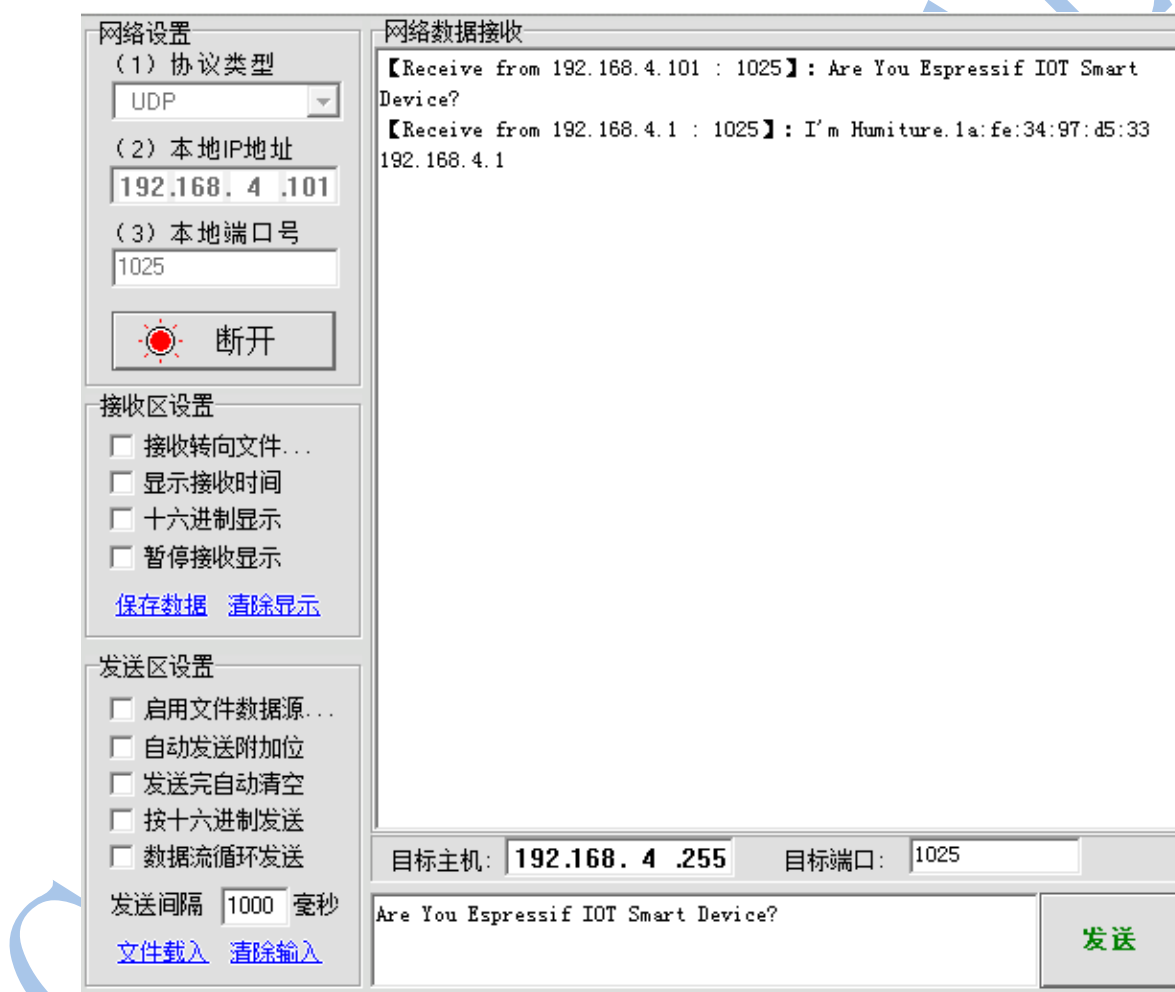 网络设置
（1）协议类型
UDP
（2）本地IP地址
192.168. 4 .101
（3）本地端口号
1025
断开
接收区设置
接收转向文件...
显示接收时间
十六进制显示
暂停接收显示
保存数据 清除显示
发送区设置
启用文件数据源...
自动发送附加位
发送完自动清空
按十六进制发送
数据流循环发送
发送间隔 1000 毫秒
文件载入 清除输入
网络数据接收
【Receive from 192.168.4.101 : 1025】: Are You Espressif IOT Smart
Device?
【Receive from 192.168.4.1 : 1025】: I'm Humiture.1a:fe:34:97:d5:33
192.168.4.1
目标主机: 192.168. 4 .255 目标端口: 1025
Are You Espressif IOT Smart Device?
发送